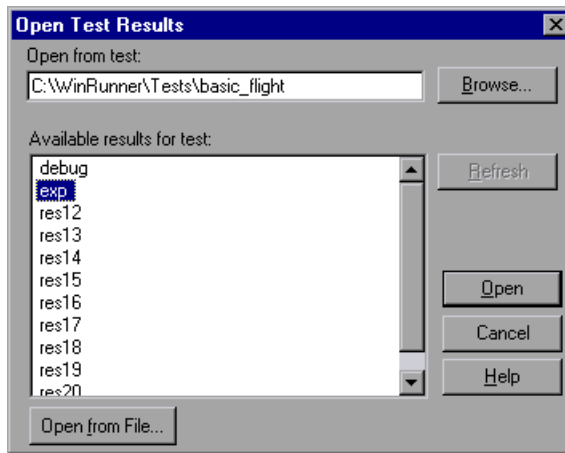 Open Test Results
Open from test:
C:\WinRunner\Tests\basic_flight
Browse...
Available results for test:
debug
exp
res12
res13
res14
res15
res16
res17
res18
res19
res20
Refresh
Open
Cancel
Help
Open from File...